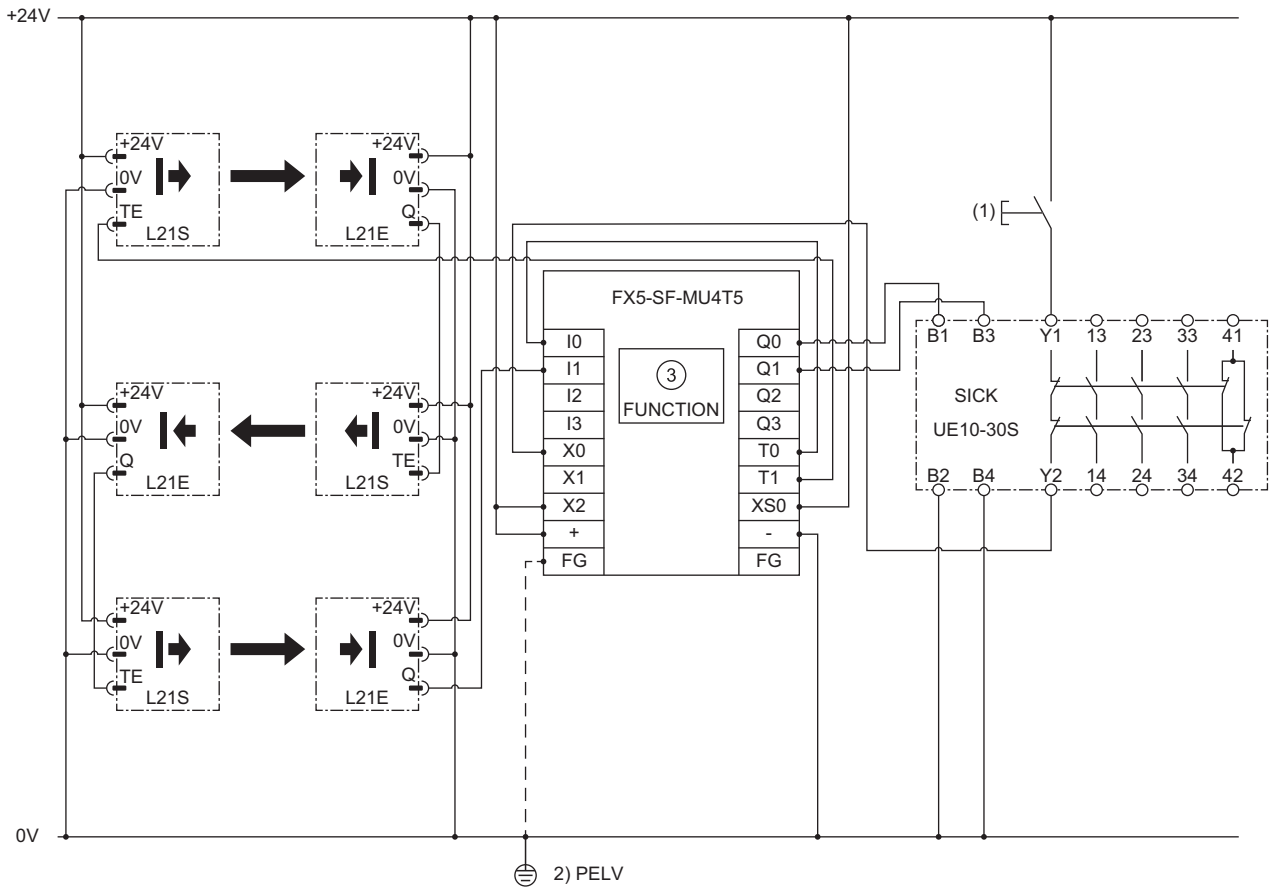 +24V
+24V
0V
TE
L21S
+24V
0V
Q
L21E
+24V
0V
Q
L21E
+24V
0V
TE
L21S
+24V
0V
TE
L21S
+24V
0V
Q
L21E
FX5-SF-MU4T5
I0
I1
I2
I3
X0
X1
X2
+
FG
3
FUNCTION
Q0
Q1
Q2
Q3
T0
T1
XS0
-
FG
(1)
B1 B3 Y1 13 23 33 41
SICK
UE10-30S
B2 B4 Y2 14 24 34 42
0V
2) PELV